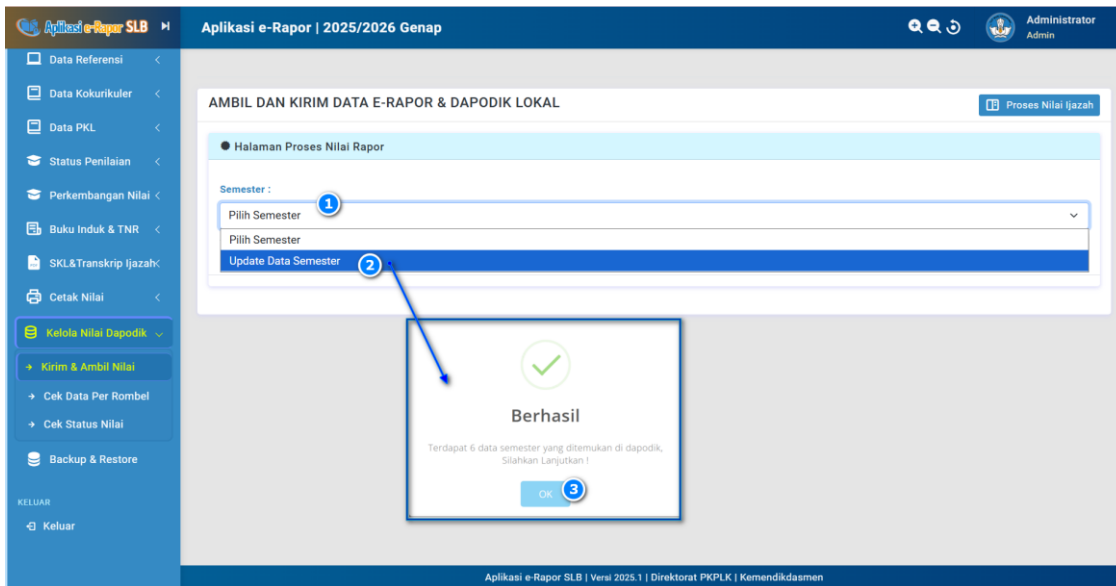 Aplikasi e-Rapor SLB
Aplikasi e-Rapor | 2025/2026 Genap
Administrator
Admin
Data Referensi
Data Kokurikuler
Data PKL
Status Penilaian
Perkembangan Nilai
Buku Induk & TNR
SKL&Transkrip Ijazah
Cetak Nilai
Kelola Nilai Dapodik
Kirim & Ambil Nilai
Cek Data Per Rombel
Cek Status Nilai
Backup & Restore
KELUAR
Keluar
AMBIL DAN KIRIM DATA E-RAPOR & DAPODIK LOKAL
Proses Nilai Ijazah
Halaman Proses Nilai Rapor
Semester :
1
Pilih Semester
Pilih Semester
Update Data Semester
2
Berhasil
Terdapat 6 data semester yang ditemukan di dapodik,
Silahkan Lanjutkan !
OK
3
Aplikasi e-Rapor SLB | Versi 2025.1 | Direktorat PKPLK | Kemendikdasmen